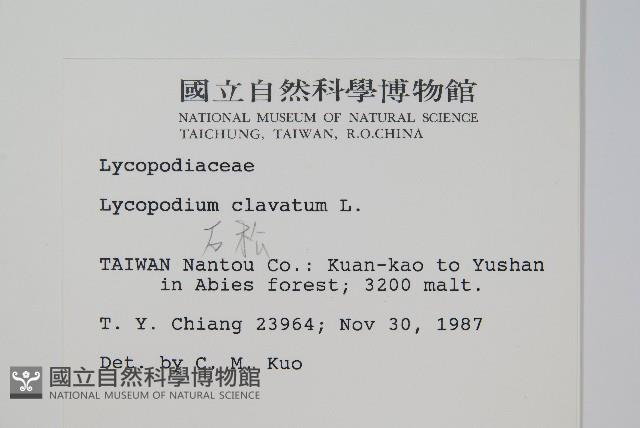 國立自然科學博物館
NATIONAL MUSEUM OF NATURAL SCIENCE
TAICHUNG, TAIWAN, R.O.CHINA
Lycopodiaceae
Lycopodium clavatum L.
石松
TAIWAN Nantou Co.: Kuan-kao to Yushan
in Abies forest; 3200 malt.
T. Y. Chiang 23964; Nov 30, 1987
Det. by C. M. Kuo
國立自然科學博物館
NATIONAL MUSEUM OF NATURAL SCIENCE